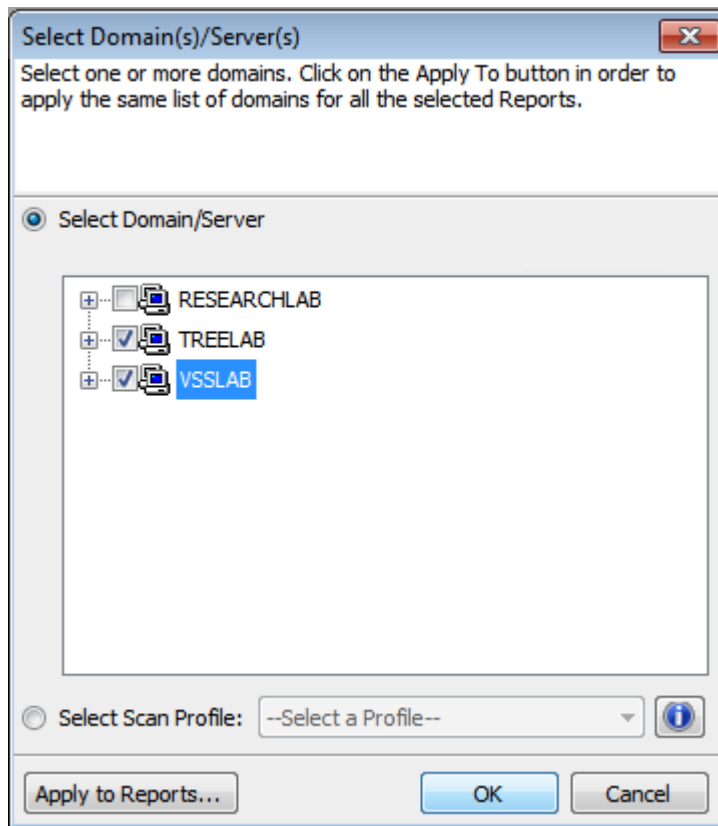 Select Domain(s)/Server(s)
Select one or more domains. Click on the Apply To button in order to
apply the same list of domains for all the selected Reports.
Select Domain/Server
RESEARCHLAB
TREELAB
VSSLAB
Select Scan Profile: --Select a Profile--
Apply to Reports... OK Cancel